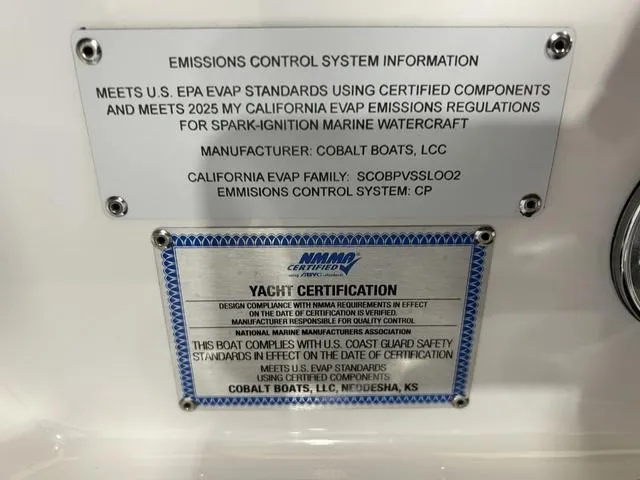 EMISSIONS CONTROL SYSTEM INFORMATION
MEETS U.S. EPA EVAP STANDARDS USING CERTIFIED COMPONENTS
AND MEETS 2025 MY CALIFORNIA EVAP EMISSIONS REGULATIONS
FOR SPARK-IGNITION MARINE WATERCRAFT
MANUFACTURER: COBALT BOATS, LCC
CALIFORNIA EVAP FAMILY: SCOBPVSSLOO2
EMMISIONS CONTROL SYSTEM: CP
NMMA
CERTIFIED
using ABYC standards
YACHT CERTIFICATION
DESIGN COMPLIANCE WITH NMMA REQUIREMENTS IN EFFECT
ON THE DATE OF CERTIFICATION IS VERIFIED.
MANUFACTURER RESPONSIBLE FOR QUALITY CONTROL
NATIONAL MARINE MANUFACTURERS ASSOCIATION
THIS BOAT COMPLIES WITH U.S. COAST GUARD SAFETY
STANDARDS IN EFFECT ON THE DATE OF CERTIFICATION
MEETS U.S. EVAP STANDARDS
USING CERTIFIED COMPONENTS
COBALT BOATS, LLC, NEODESHA, KS